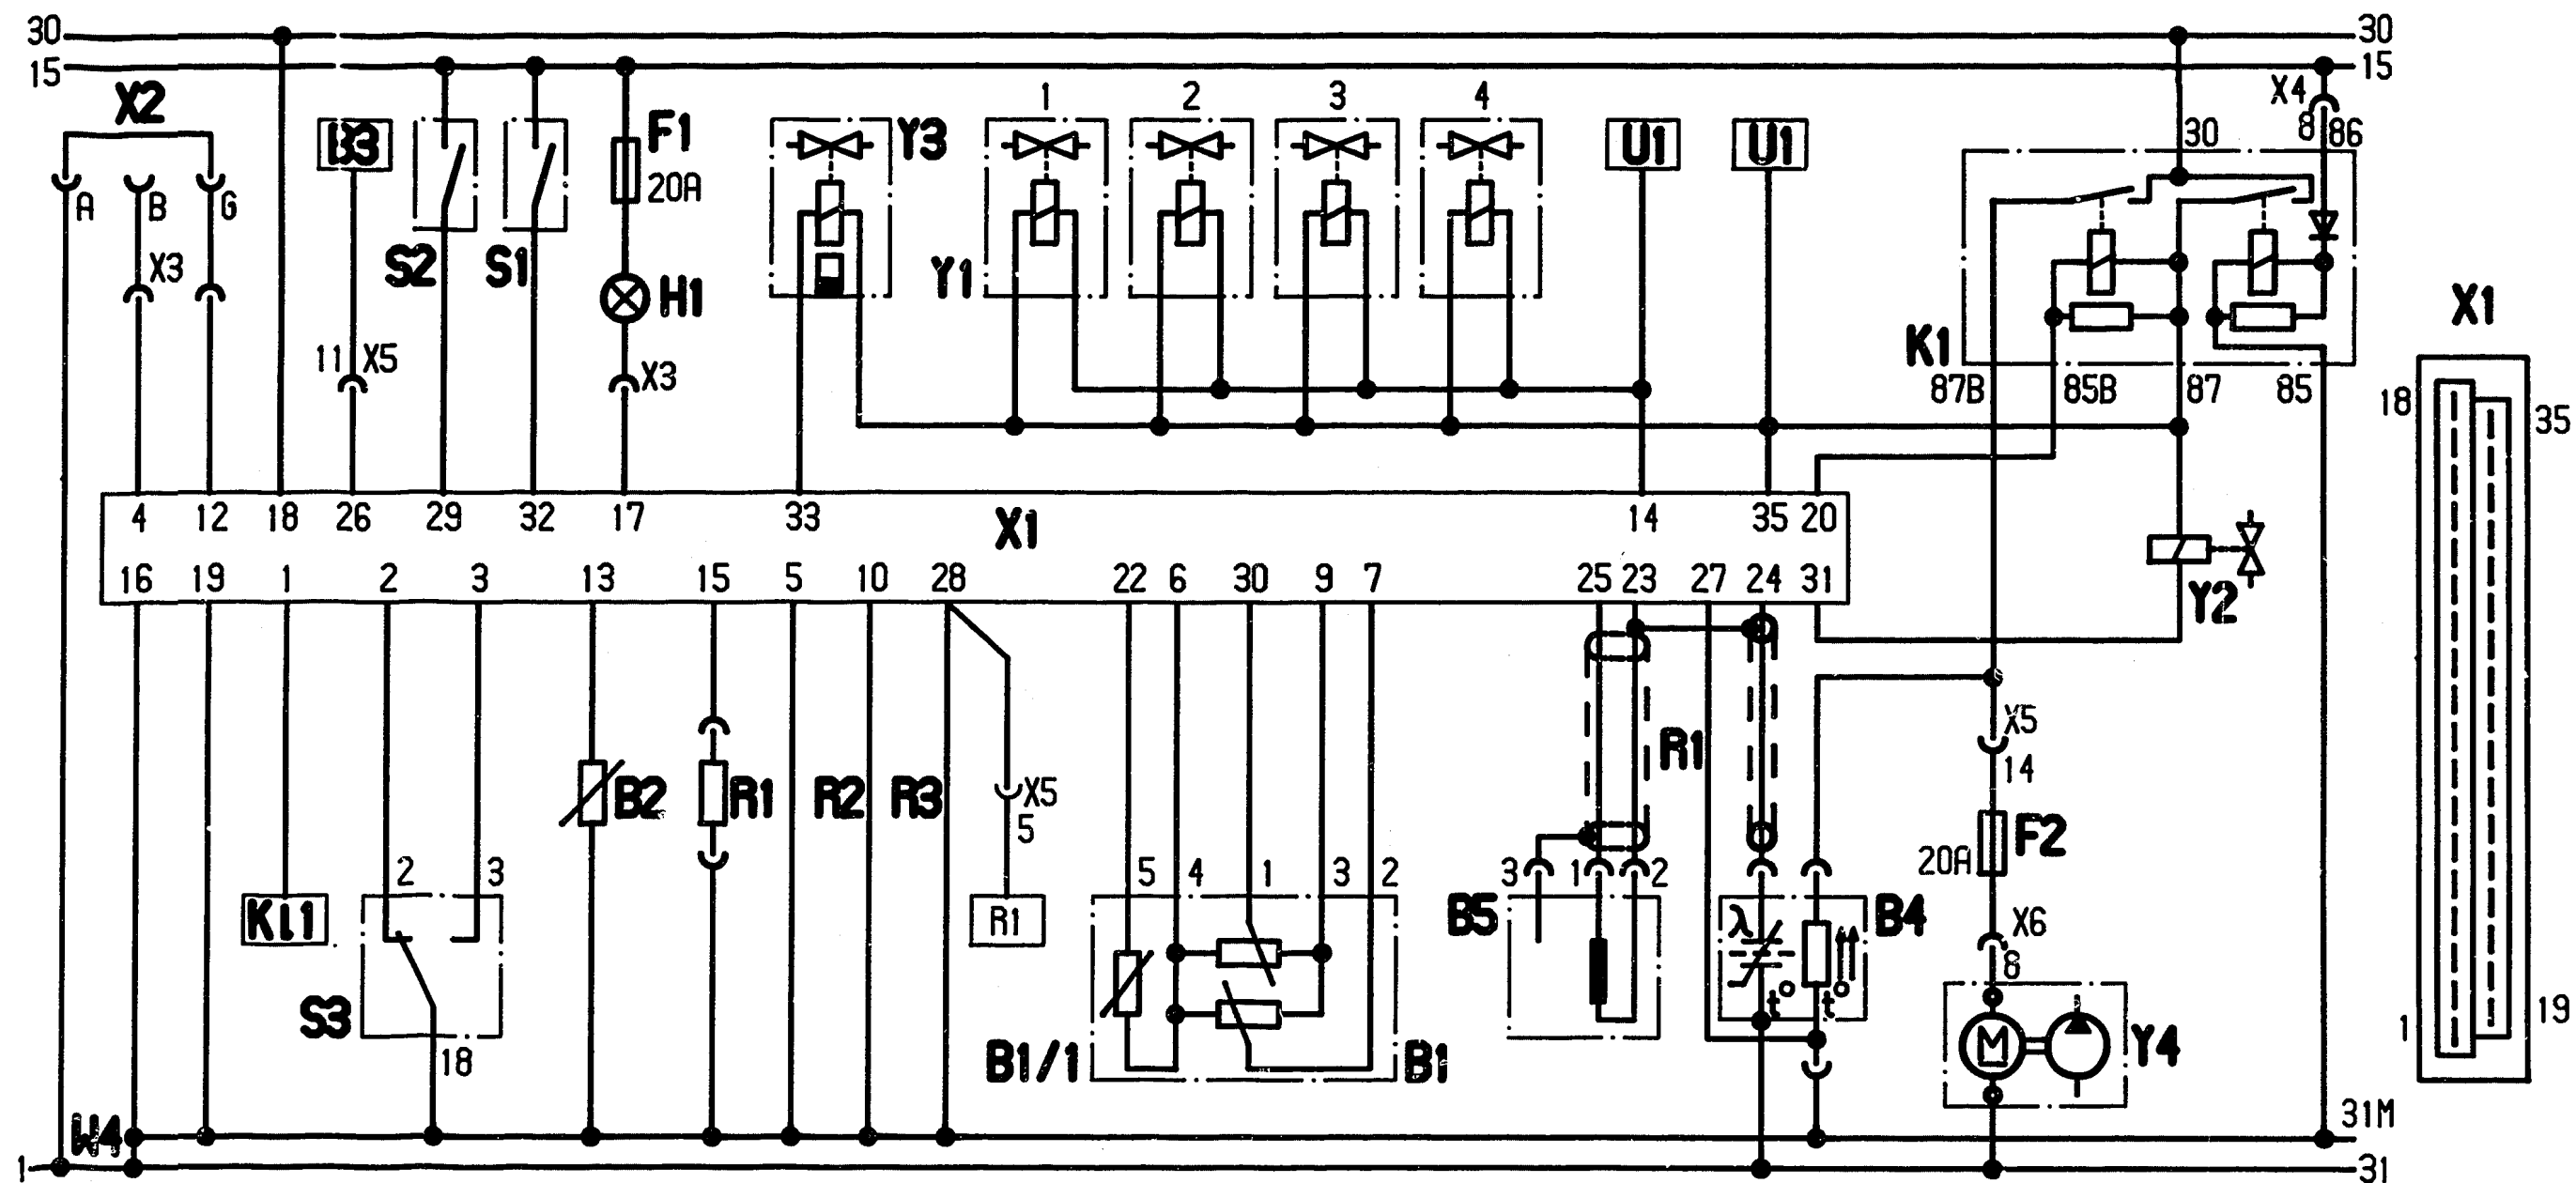 30 30
15 15
X2 X4
8 86
30
B3 F1 Y3 1 2 3 4 U1 U1
20A
A B G
X3
S2 S1 H1 Y1
X1
11 X5 X3 K1
87B 85B 87 85
18 35
4 12 18 26 29 32 17 33 X1 14 35 20
16 19 1 2 3 13 15 5 10 28 22 6 30 9 7 25 23 27 24 31
Y2
X5
14
R1
B2 R1 R2 R3 X5
5
F2
20A
2 3 5 4 1 3 2 3 1 2
KL1 R1 B5 λ B4
X6
8
S3 t° t°
M Y4
1 19
18 B1/1 B1
W4 31M
1 31